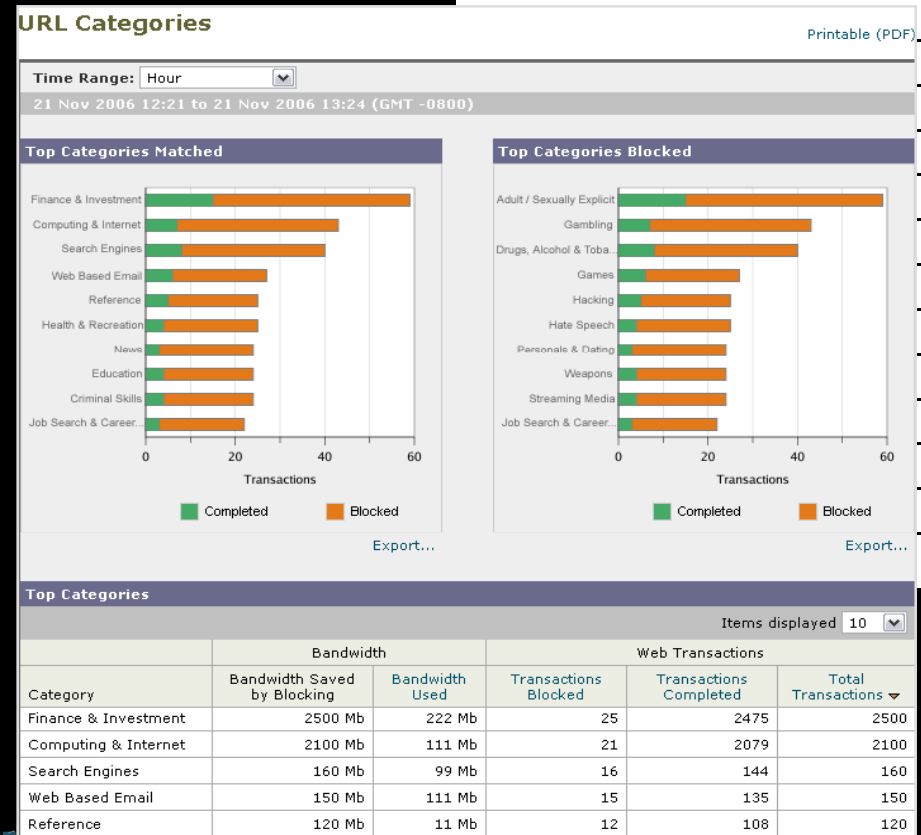 URL Categories
Printable (PDF)
Time Range: Hour
21 Nov 2006 12:21 to 21 Nov 2006 13:24 (GMT -0800)
Top Categories Matched
Finance & Investment
Computing & Internet
Search Engines
Web Based Email
Reference
Health & Recreation
News
Education
Criminal Skills
Job Search & Career...
0 20 40 60
Transactions
Completed Blocked
Export...
Top Categories Blocked
Adult / Sexually Explicit
Gambling
Drugs, Alcohol & Toba...
Games
Hacking
Hate Speech
Personals & Dating
Weapons
Streaming Media
Job Search & Career...
0 20 40 60
Transactions
Completed Blocked
Export...
Top Categories
Items displayed 10
Bandwidth Web Transactions
Category Bandwidth Saved by Blocking Bandwidth Used Transactions Blocked Transactions Completed Total Transactions
Finance & Investment 2500 Mb 222 Mb 25 2475 2500
Computing & Internet 2100 Mb 111 Mb 21 2079 2100
Search Engines 160 Mb 99 Mb 16 144 160
Web Based Email 150 Mb 111 Mb 15 135 150
Reference 120 Mb 11 Mb 12 108 120